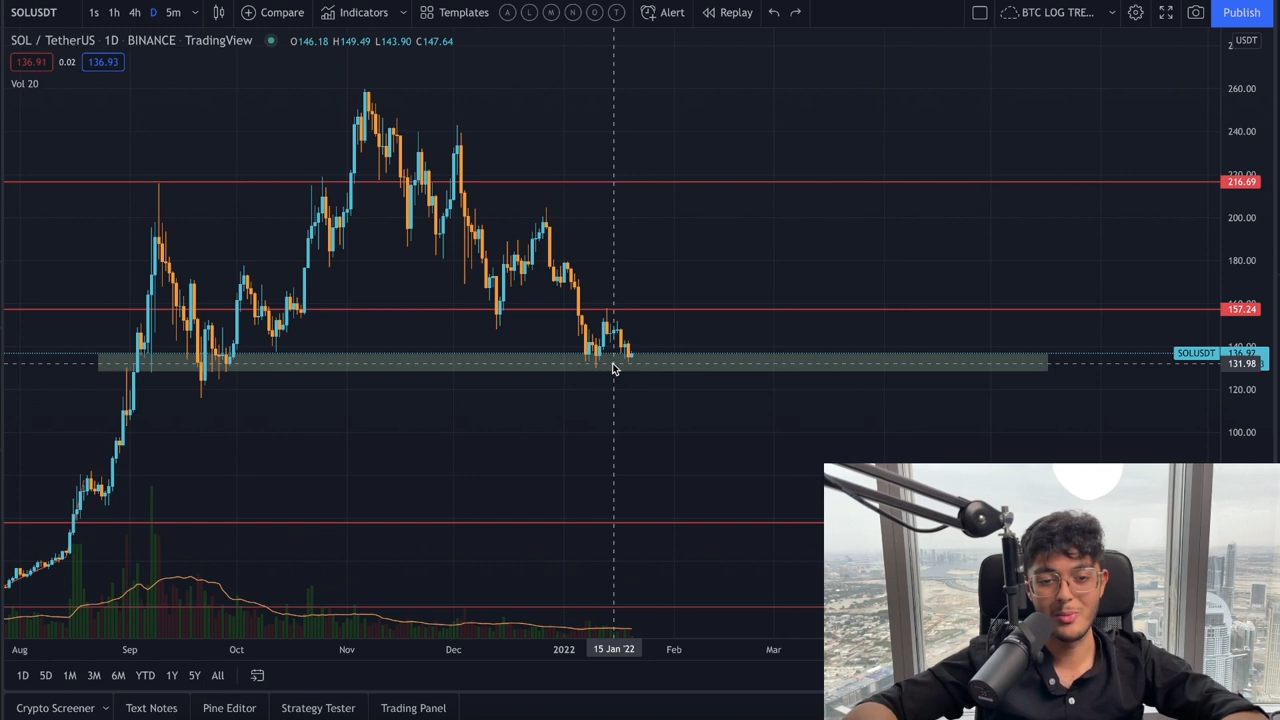 SOLUSDT 1s 1h 4h D 5m Compare Indicators Templates A L M N O T Alert Replay BTC LOG TRE... Publish
SOL / TetherUS · 1D · BINANCE · TradingView O146.18 H149.49 L143.90 C147.64
USDT
136.91 0.02 136.93
Vol 20
260.00
240.00
216.69
200.00
180.00
157.24
SOLUSDT 136.92
131.98
120.00
100.00
Aug Sep Oct Nov Dec 2022 15 Jan '22 Feb Mar
1D 5D 1M 3M 6M YTD 1Y 5Y All
Crypto Screener Text Notes Pine Editor Strategy Tester Trading Panel